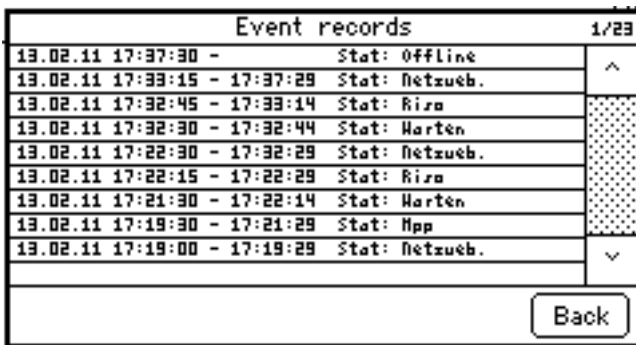 Event records 1/23
13.02.11 17:37:30 - Stat: Offline
13.02.11 17:33:15 - 17:37:29 Stat: Netzueb.
13.02.11 17:32:45 - 17:33:14 Stat: Riso
13.02.11 17:32:30 - 17:32:44 Stat: Warten
13.02.11 17:22:30 - 17:32:29 Stat: Netzueb.
13.02.11 17:22:15 - 17:22:29 Stat: Riso
13.02.11 17:21:30 - 17:22:14 Stat: Warten
13.02.11 17:19:30 - 17:21:29 Stat: Mpp
13.02.11 17:19:00 - 17:19:29 Stat: Netzueb.
Back